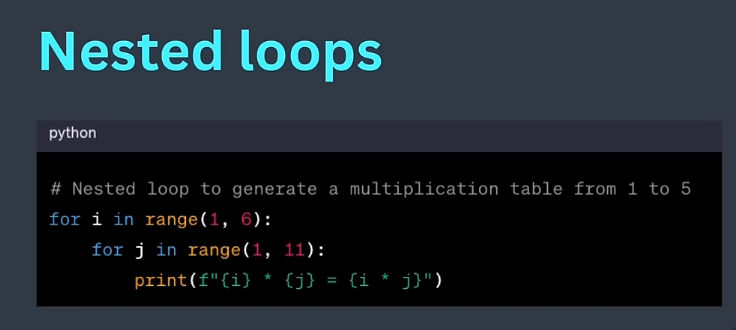 Nested loops
python
# Nested loop to generate a multiplication table from 1 to 5
for i in range(1, 6):
    for j in range(1, 11):
        print(f"{i} * {j} = {i * j}")